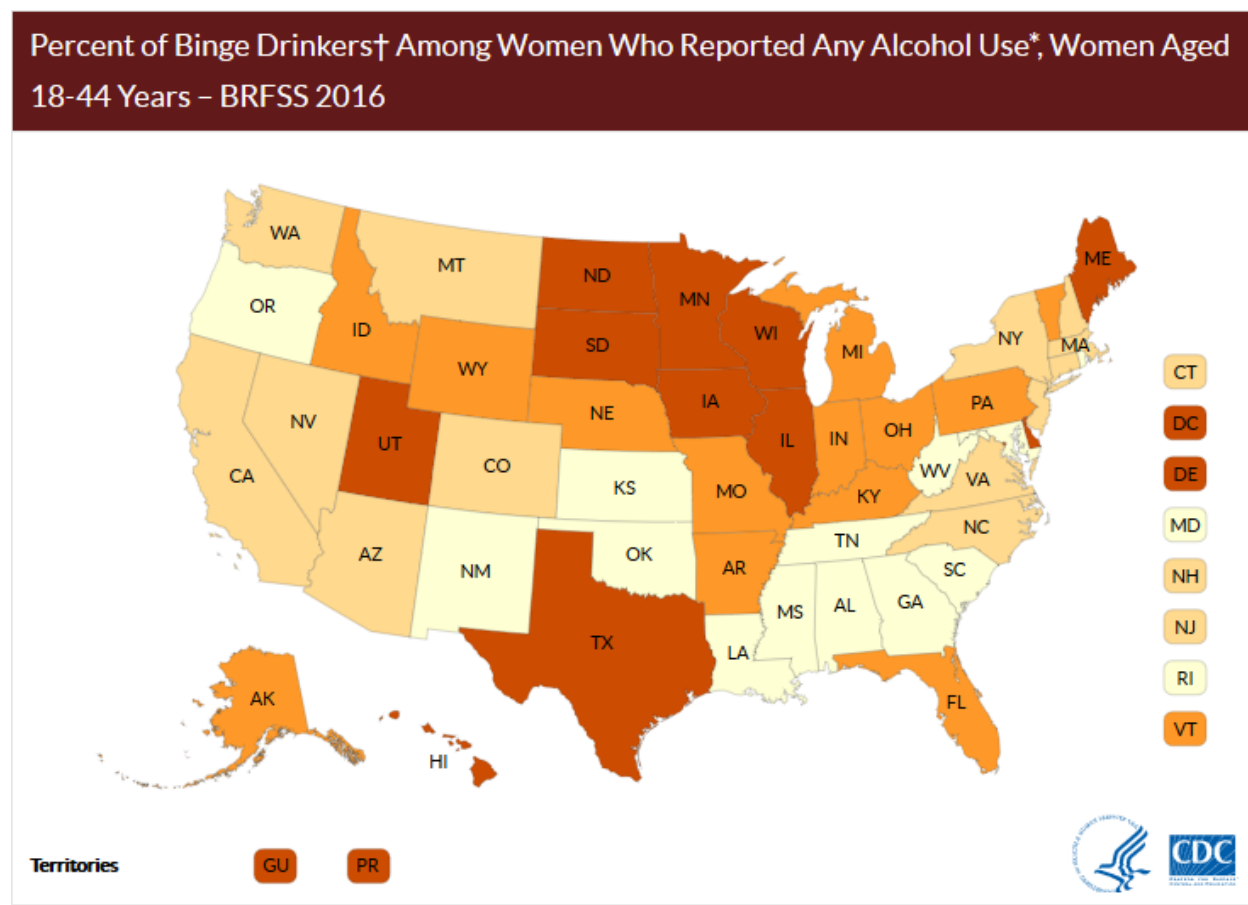 Percent of Binge Drinkers† Among Women Who Reported Any Alcohol Use*, Women Aged
18-44 Years – BRFSS 2016
WA
MT
ND
MN
ME
OR
ID
SD
WI
NY
MA
WY
MI
CT
NE
IA
PA
NV
UT
IL
IN
OH
DC
CO
CA
KS
MO
WV
VA
DE
KY
NC
MD
AZ
NM
OK
AR
TN
SC
NH
MS
AL
GA
TX
LA
NJ
AK
FL
RI
HI
VT
Territories
GU
PR
CDC